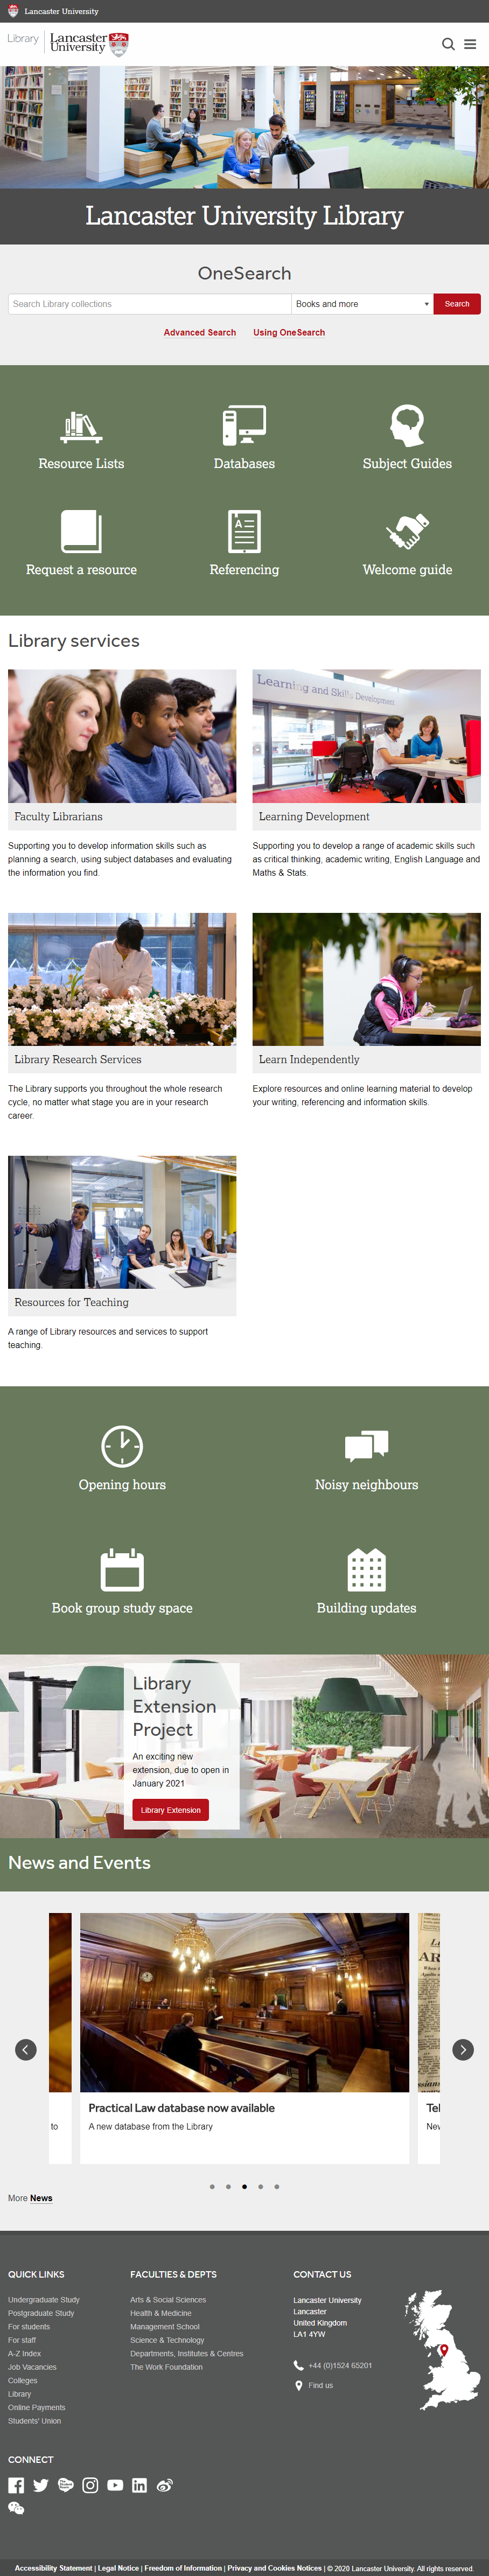 Lancaster University
Library
Lancaster
University
Lancaster University Library
OneSearch
Search Library collections
Books and more
Search
Advanced Search
Using OneSearch
Resource Lists
Databases
Subject Guides
Request a resource
Referencing
Welcome guide
Library services
Learning and Skills Development
Faculty Librarians
Learning Development
Supporting you to develop information skills such as
planning a search, using subject databases and evaluating
the information you find.
Supporting you to develop a range of academic skills such
as critical thinking, academic writing, English Language and
Maths & Stats.
Library Research Services
Learn Independently
The Library supports you throughout the whole research
cycle, no matter what stage you are in your research
career.
Explore resources and online learning material to develop
your writing, referencing and information skills.
Resources for Teaching
A range of Library resources and services to support
teaching.
Opening hours
Noisy neighbours
Book group study space
Building updates
Library
Extension
Project
An exciting new
extension, due to open in
January 2021
Library Extension
News and Events
to
Practical Law database now available
A new database from the Library
Tel
Nev
More News
QUICK LINKS
Undergraduate Study
Postgraduate Study
For students
For staff
A-Z Index
Job Vacancies
Colleges
Library
Online Payments
Students' Union
FACULTIES & DEPTS
Arts & Social Sciences
Health & Medicine
Management School
Science & Technology
Departments, Institutes & Centres
The Work Foundation
CONTACT US
Lancaster University
Lancaster
United Kingdom
LA1 4YW
+44 (0)1524 65201
Find us
CONNECT
Accessibility Statement | Legal Notice | Freedom of Information | Privacy and Cookies Notices | © 2020 Lancaster University. All rights reserved.